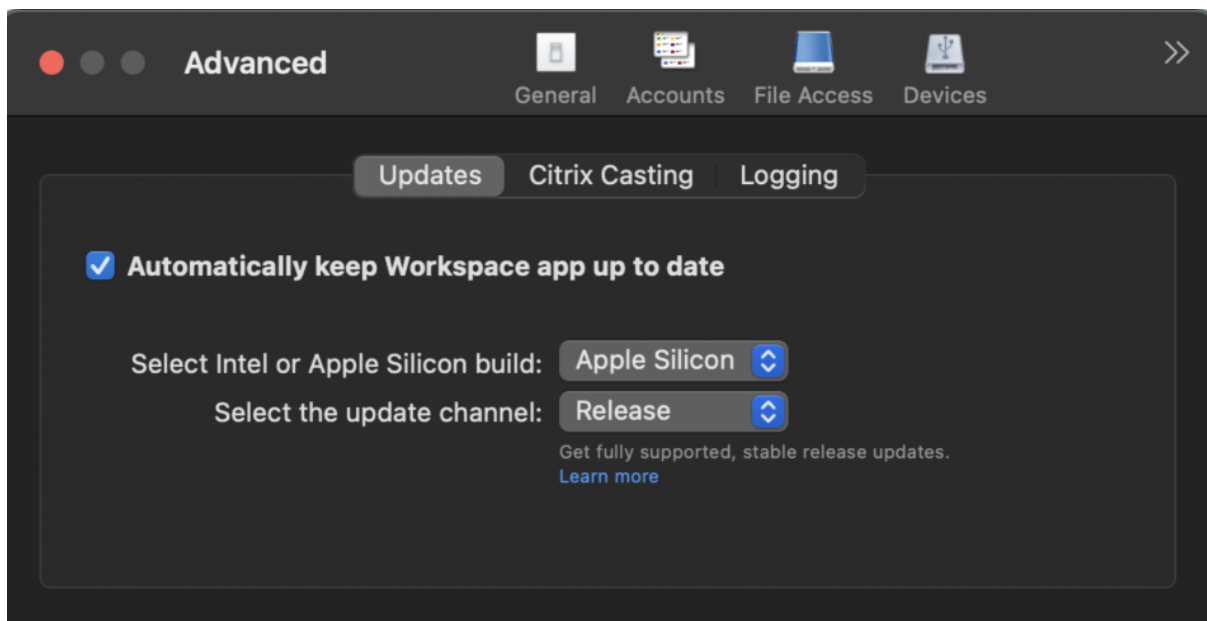 Advanced
General Accounts File Access Devices
Updates Citrix Casting Logging
Automatically keep Workspace app up to date
Select Intel or Apple Silicon build: Apple Silicon
Select the update channel: Release
Get fully supported, stable release updates.
Learn more